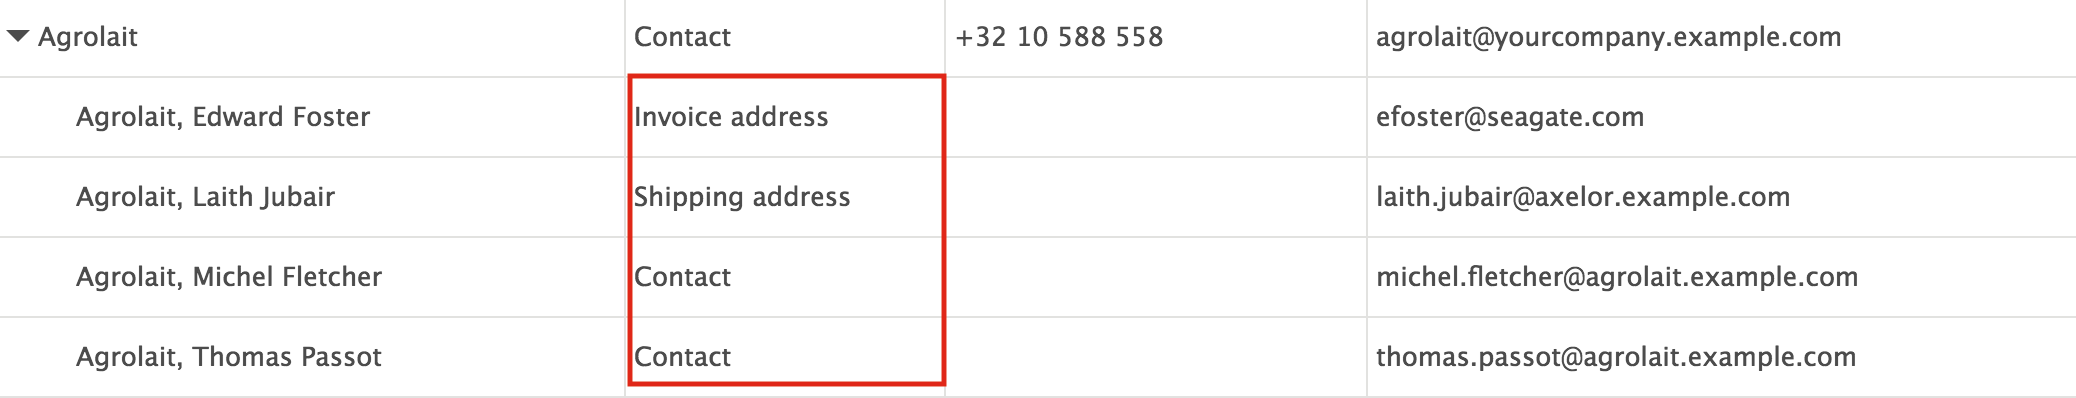 Agrolait Contact +32 10 588 558 agrolait@yourcompany.example.com
Agrolait, Edward Foster Invoice address efoster@seagate.com
Agrolait, Laith Jubair Shipping address laith.jubair@axelor.example.com
Agrolait, Michel Fletcher Contact michel.fletcher@agrolait.example.com
Agrolait, Thomas Passot Contact thomas.passot@agrolait.example.com